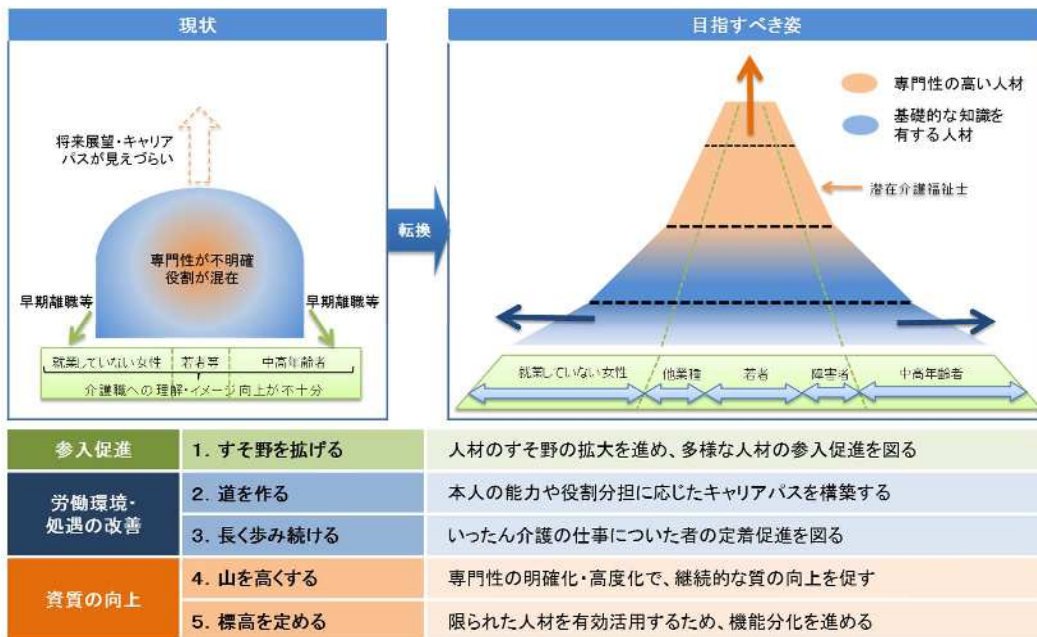 現状
将来展望・キャリア
パスが見えづらい
専門性が不明確
役割が混在
早期離職等
早期離職等
就業していない女性
若者等
中高年齢者
介護職への理解・イメージ向上が不十分
転換
目指すべき姿
専門性の高い人材
基礎的な知識を
有する人材
潜在介護福祉士
就業していない女性
他業種
若者
障害者
中高年齢者
参入促進
1. すそ野を拡げる
人材のすそ野の拡大を進め、多様な人材の参入促進を図る
労働環境・
処遇の改善
2. 道を作る
本人の能力や役割分担に応じたキャリアパスを構築する
3. 長く歩み続ける
いったん介護の仕事についた者の定着促進を図る
資質の向上
4. 山を高くする
専門性の明確化・高度化で、継続的な質の向上を促す
5. 標高を定める
限られた人材を有効活用するため、機能分化を進める